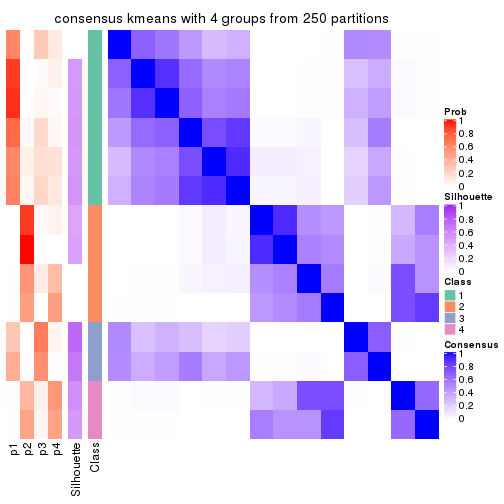 consensus kmeans with 4 groups from 250 partitions
Prob
1
0.8
0.6
0.4
0.2
0
Silhouette
1
0.8
0.6
0.4
0.2
0
Class
1
2
3
4
Consensus
1
0.8
0.6
0.4
0.2
0
p1
p2
p3
p4
Silhouette
Class